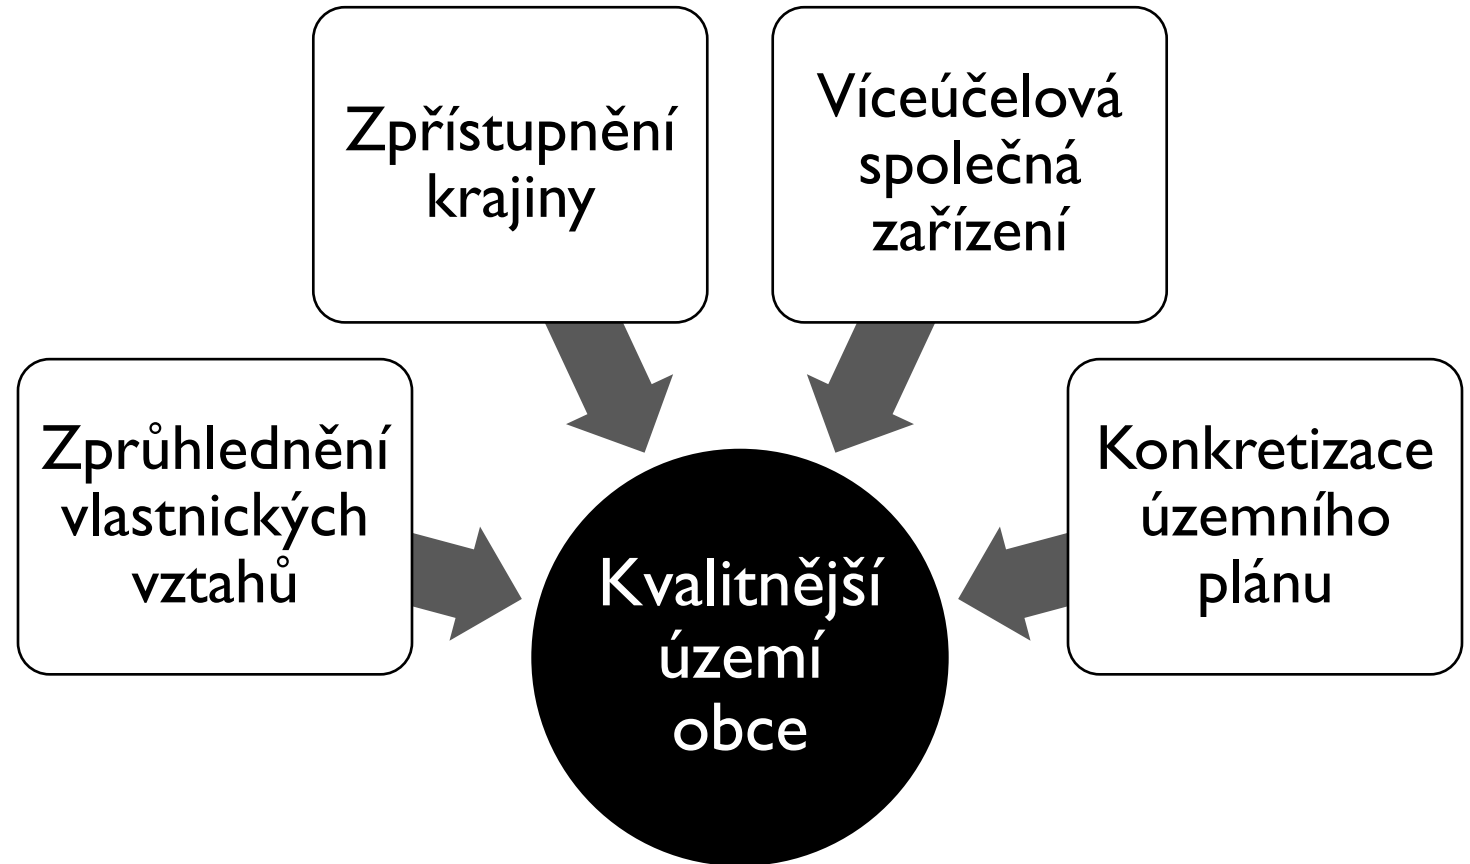 Zpřístupnění
krajiny
Víceúčelová
společná
zařízení
Zprůhlednění
vlastnických
vztahů
Konkretizace
územního
plánu
Kvalitnější
území
obce